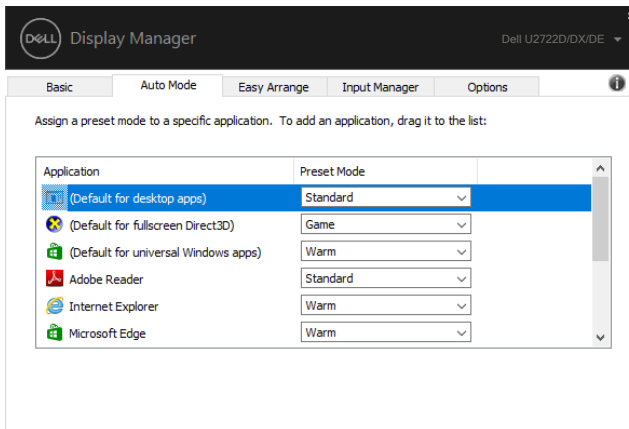 DELL Display Manager Dell U2722D/DX/DE
Basic Auto Mode Easy Arrange Input Manager Options
Assign a preset mode to a specific application. To add an application, drag it to the list:
Application Preset Mode
(Default for desktop apps) Standard
(Default for fullscreen Direct3D) Game
(Default for universal Windows apps) Warm
Adobe Reader Standard
Internet Explorer Warm
Microsoft Edge Warm